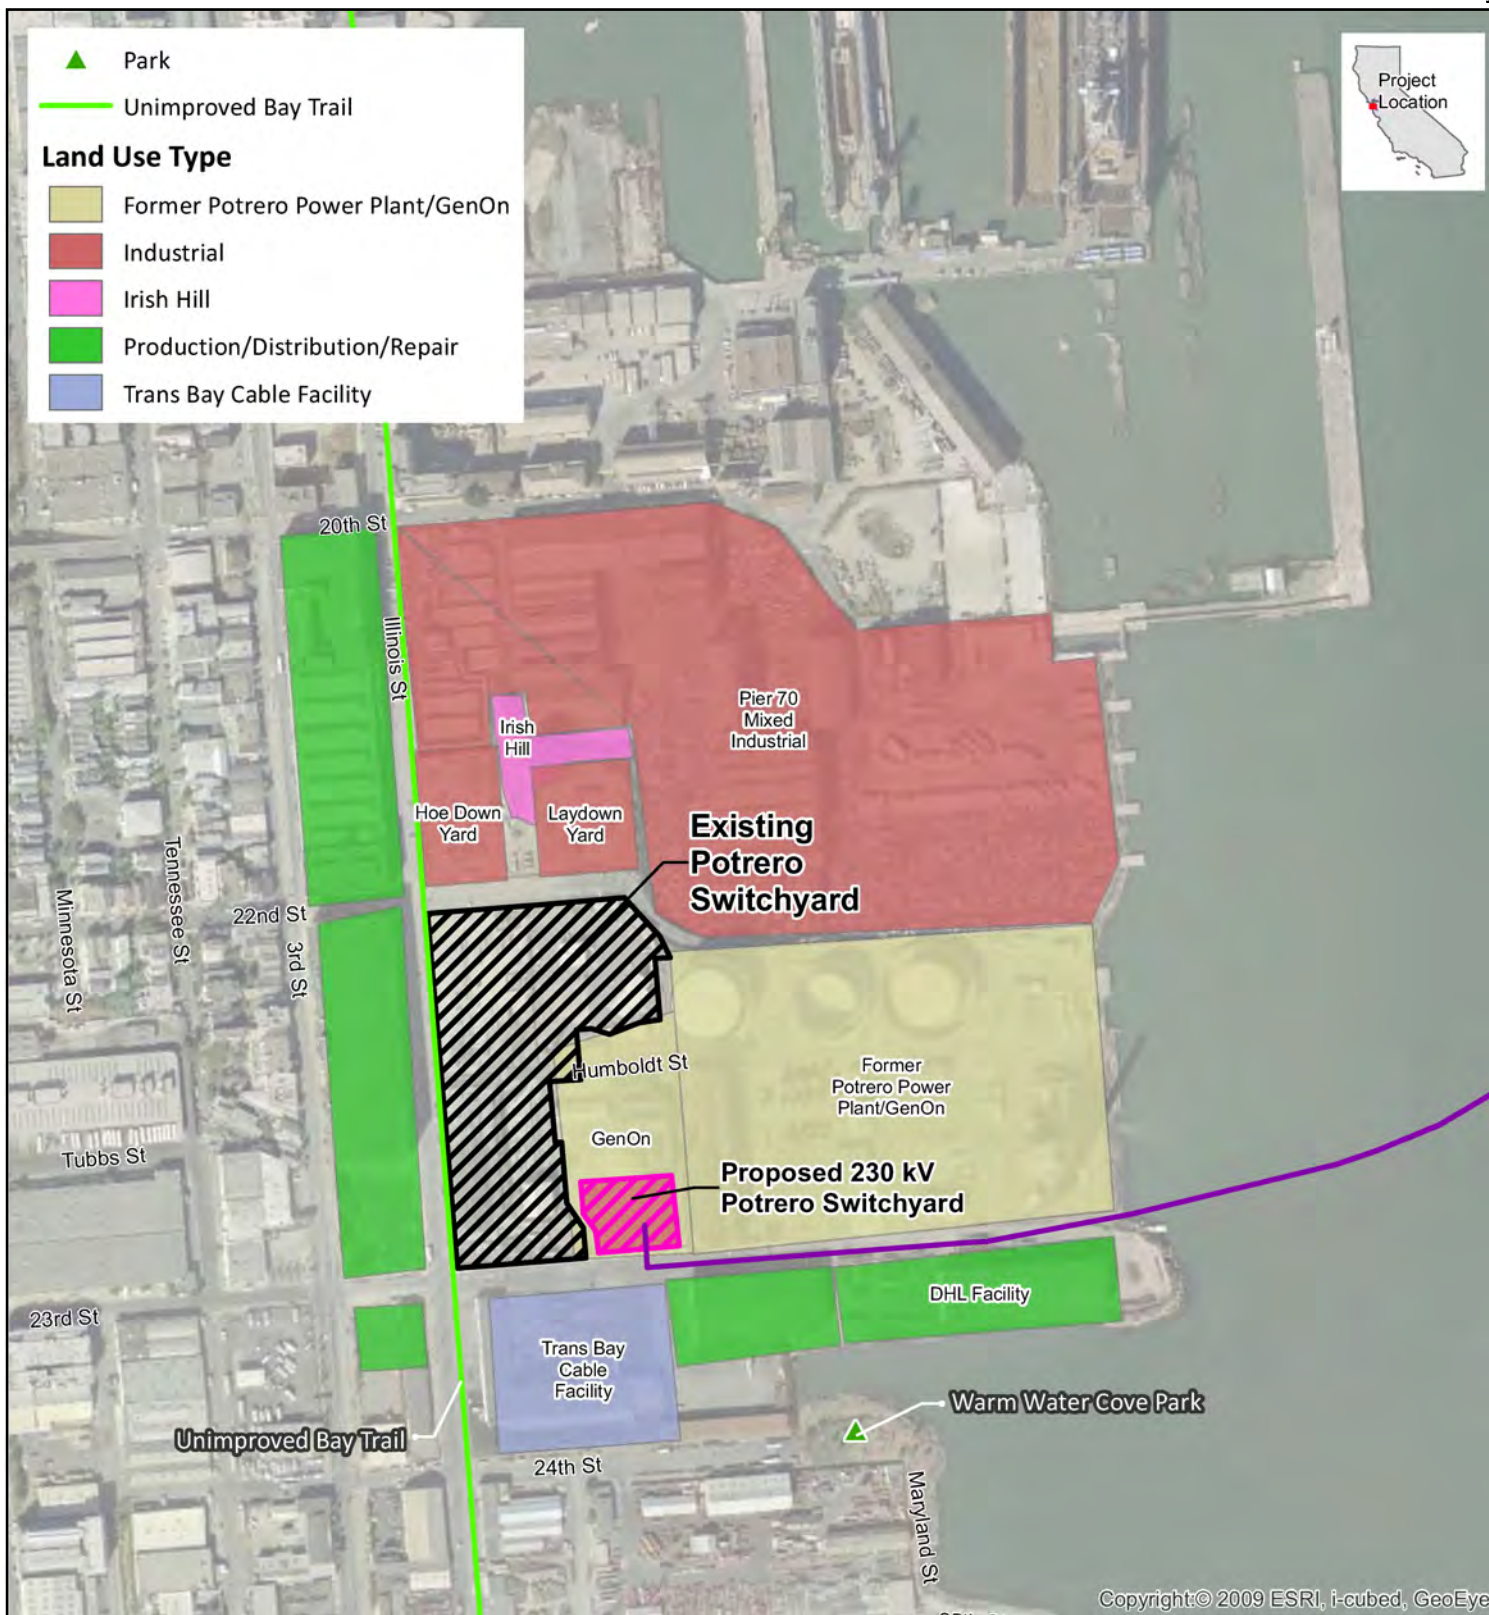 Park
Unimproved Bay Trail
Land Use Type
Former Potrero Power Plant/GenOn
Industrial
Irish Hill
Production/Distribution/Repair
Trans Bay Cable Facility
Project
Location
20th St
Illinois St
Irish
Hill
Pier 70
Mixed
Industrial
Hoe Down
Yard
Laydown
Yard
Existing
Potrero
Switchyard
Tennessee St
Minnesota St
22nd St
3rd St
Humboldt St
Former
Potrero Power
Plant/GenOn
GenOn
Tubbs St
Proposed 230 kV
Potrero Switchyard
DHL Facility
23rd St
Trans Bay
Cable
Facility
Warm Water Cove Park
Unimproved Bay Trail
24th St
Maryland St
Copyright:© 2009 ESRI, i-cubed, GeoEye